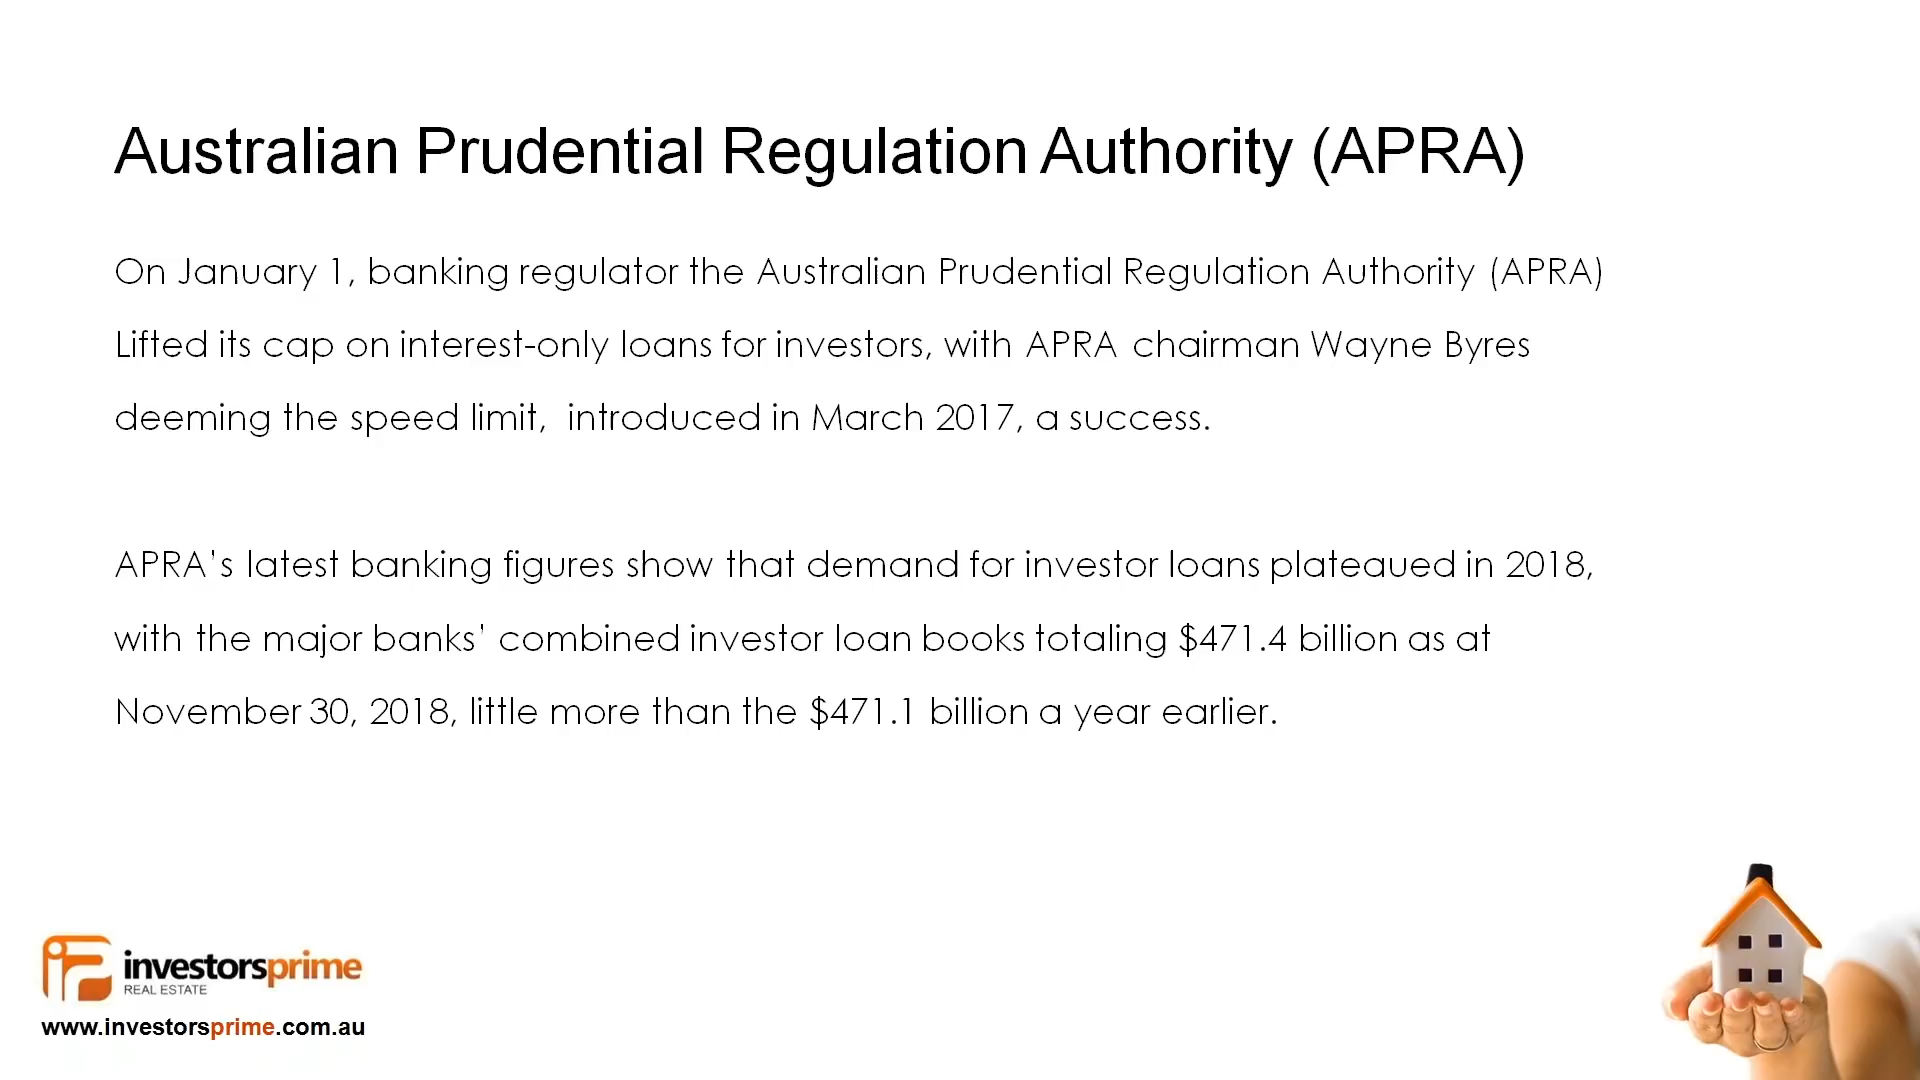 Australian Prudential Regulation Authority (APRA)
On January 1, banking regulator the Australian Prudential Regulation Authority (APRA)
Lifted its cap on interest-only loans for investors, with APRA chairman Wayne Byres
deeming the speed limit, introduced in March 2017, a success.
APRA's latest banking figures show that demand for investor loans plateaued in 2018,
with the major banks' combined investor loan books totaling $471.4 billion as at
November 30, 2018, little more than the $471.1 billion a year earlier.
investorsprime
REAL ESTATE
www.investorsprime.com.au